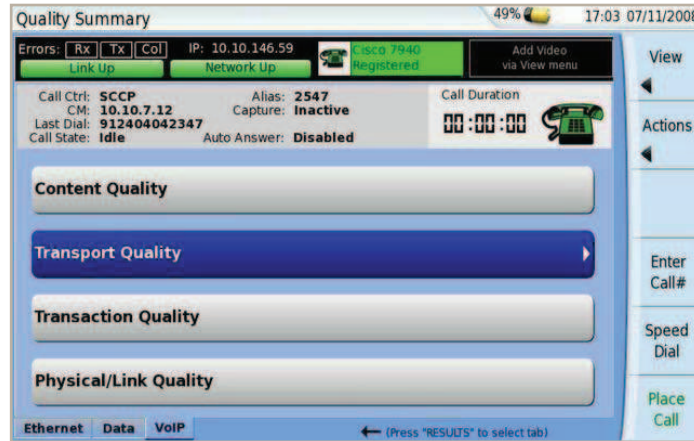 Quality Summary
49%
17:03 07/11/2008
Errors: Rx Tx Col IP: 10.10.146.59
Link Up
Network Up
Cisco 7940
Registered
Add Video
via View menu
Call Ctrl: SCCP
CM: 10.10.7.12
Last Dial: 912404042347
Call State: Idle
Alias: 2547
Capture: Inactive
Auto Answer: Disabled
Call Duration
00:00:00
Content Quality
Transport Quality
Transaction Quality
Physical/Link Quality
Ethernet Data VoIP
(Press "RESULTS" to select tab)
View
Actions
Enter
Call#
Speed
Dial
Place
Call